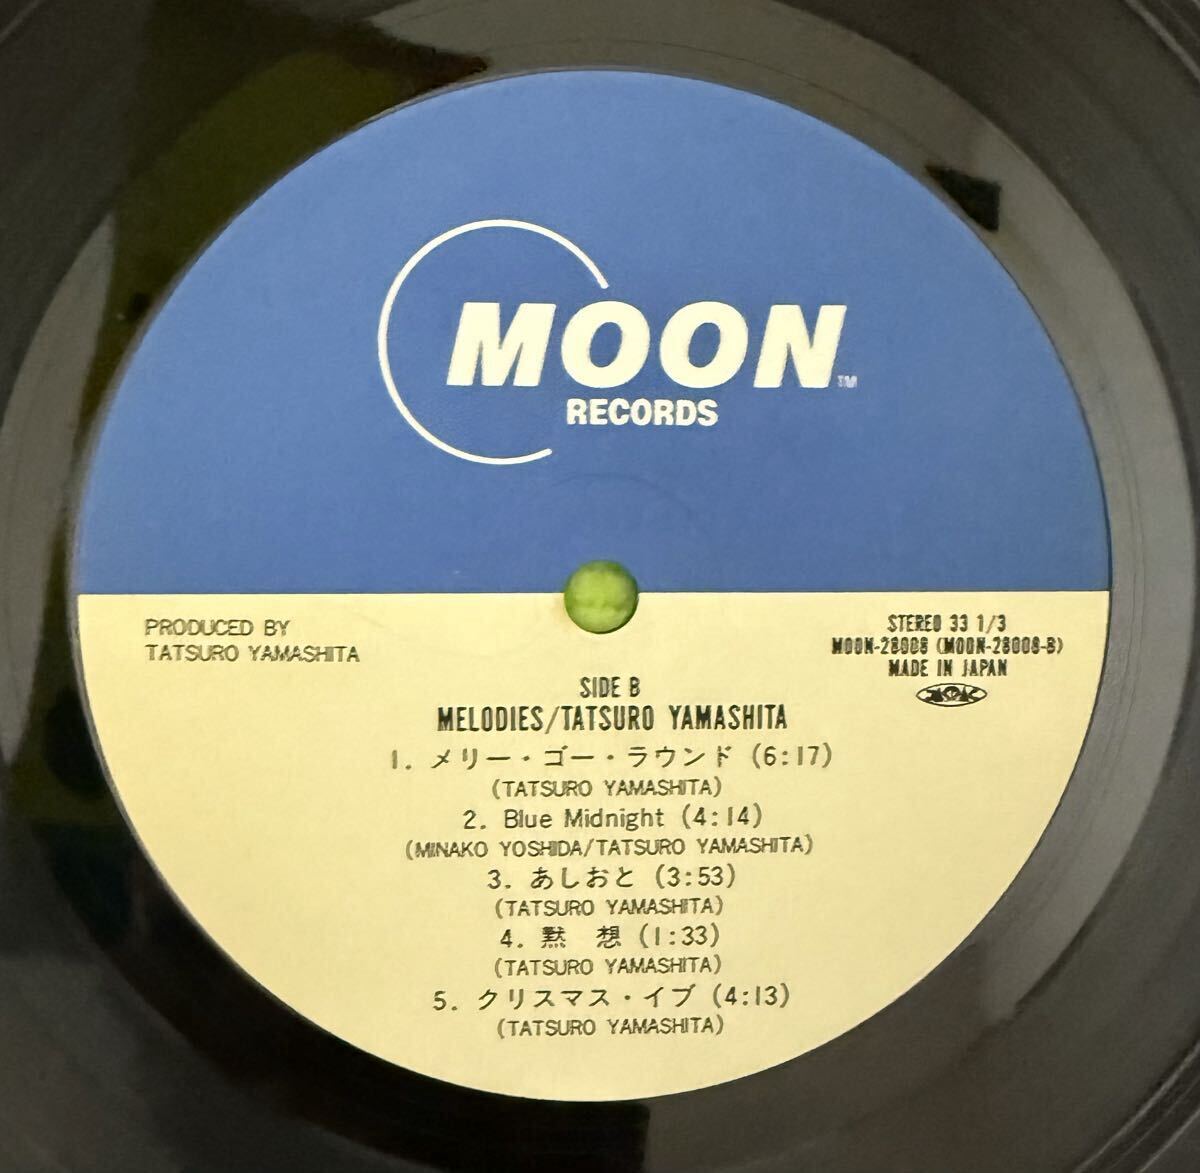 MOON TM
RECORDS
PRODUCED BY
TATSURO YAMASHITA
STEREO 33 1/3
MOON-28008 (MOON-28008-B)
MADE IN JAPAN
SIDE B
MELODIES/TATSURO YAMASHITA
1. メリー・ゴー・ラウンド (6:17)
(TATSURO YAMASHITA)
2. Blue Midnight (4:14)
(MINAKO YOSHIDA/TATSURO YAMASHITA)
3. あしおと (3:53)
(TATSURO YAMASHITA)
4. 黙 想 (1:33)
(TATSURO YAMASHITA)
5. クリスマス・イブ (4:13)
(TATSURO YAMASHITA)